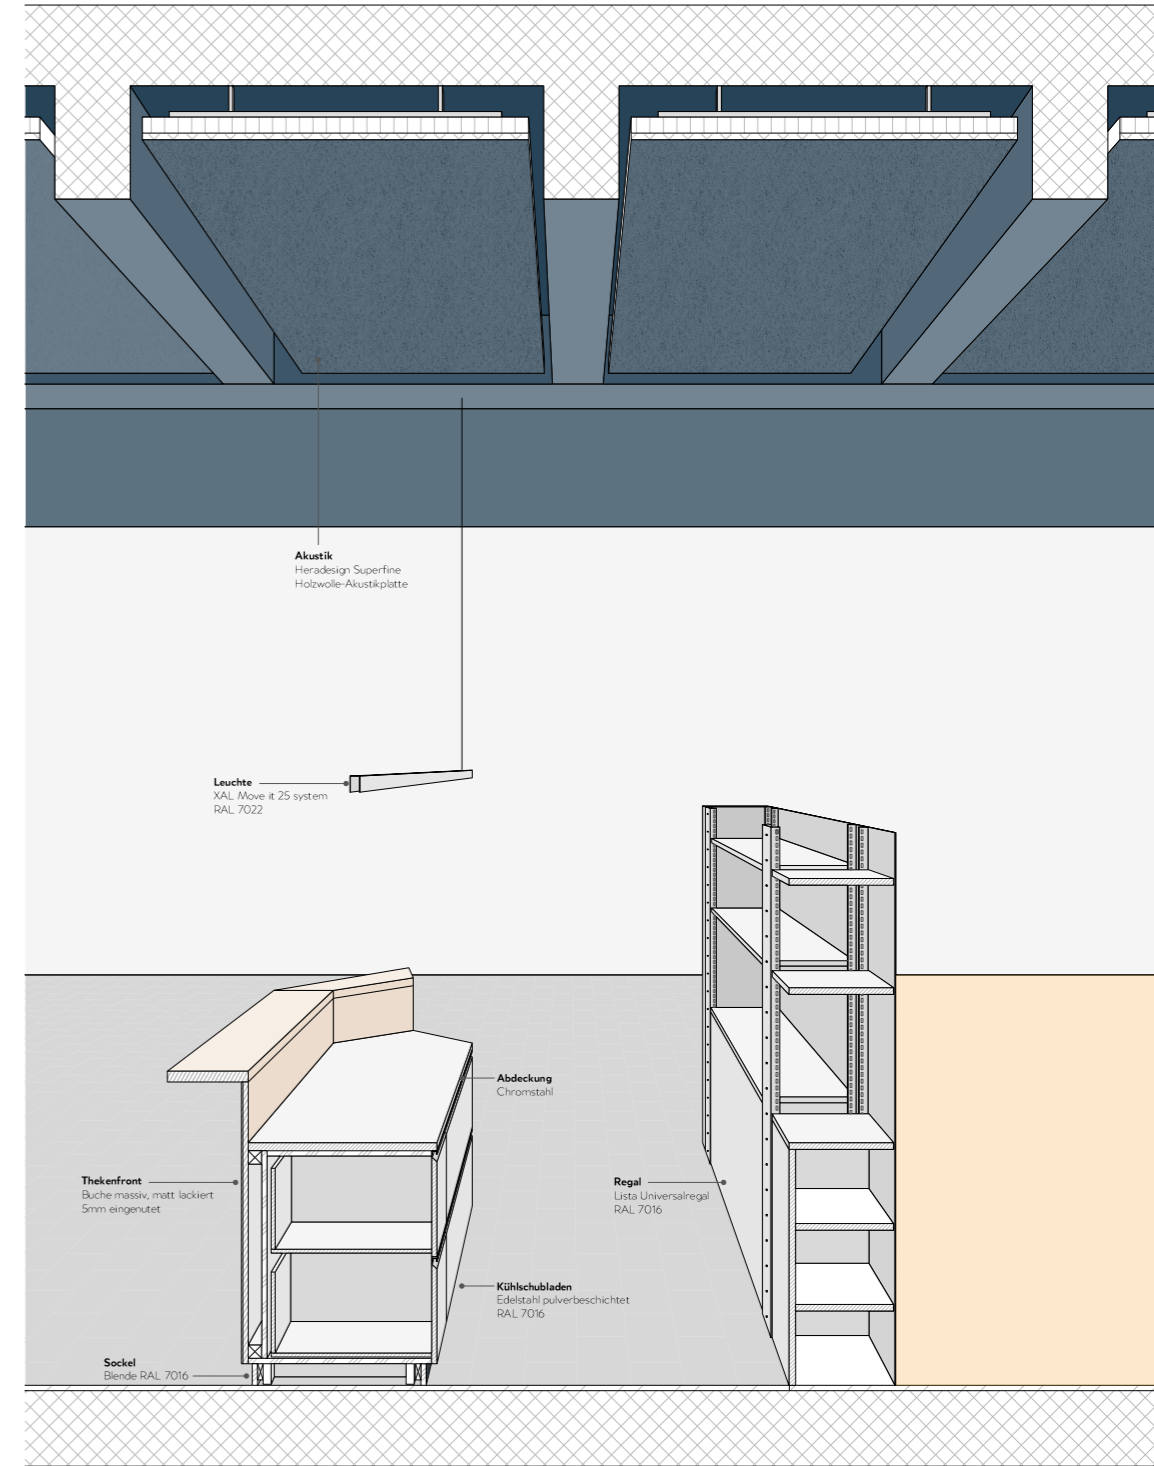 Akustik
Heradesign Superfine
Holzwolle-Akustikplatte
Leuchte
XAL Move it 25 system
RAL 7022
Abdeckung
Chromstahl
Thekenfront
Buche massiv, matt lackiert
5mm eingenutet
Regal
Lista Universalregal
RAL 7016
Kühlschubladen
Edelstahl pulverbeschichtet
RAL 7016
Sockel
Blende RAL 7016